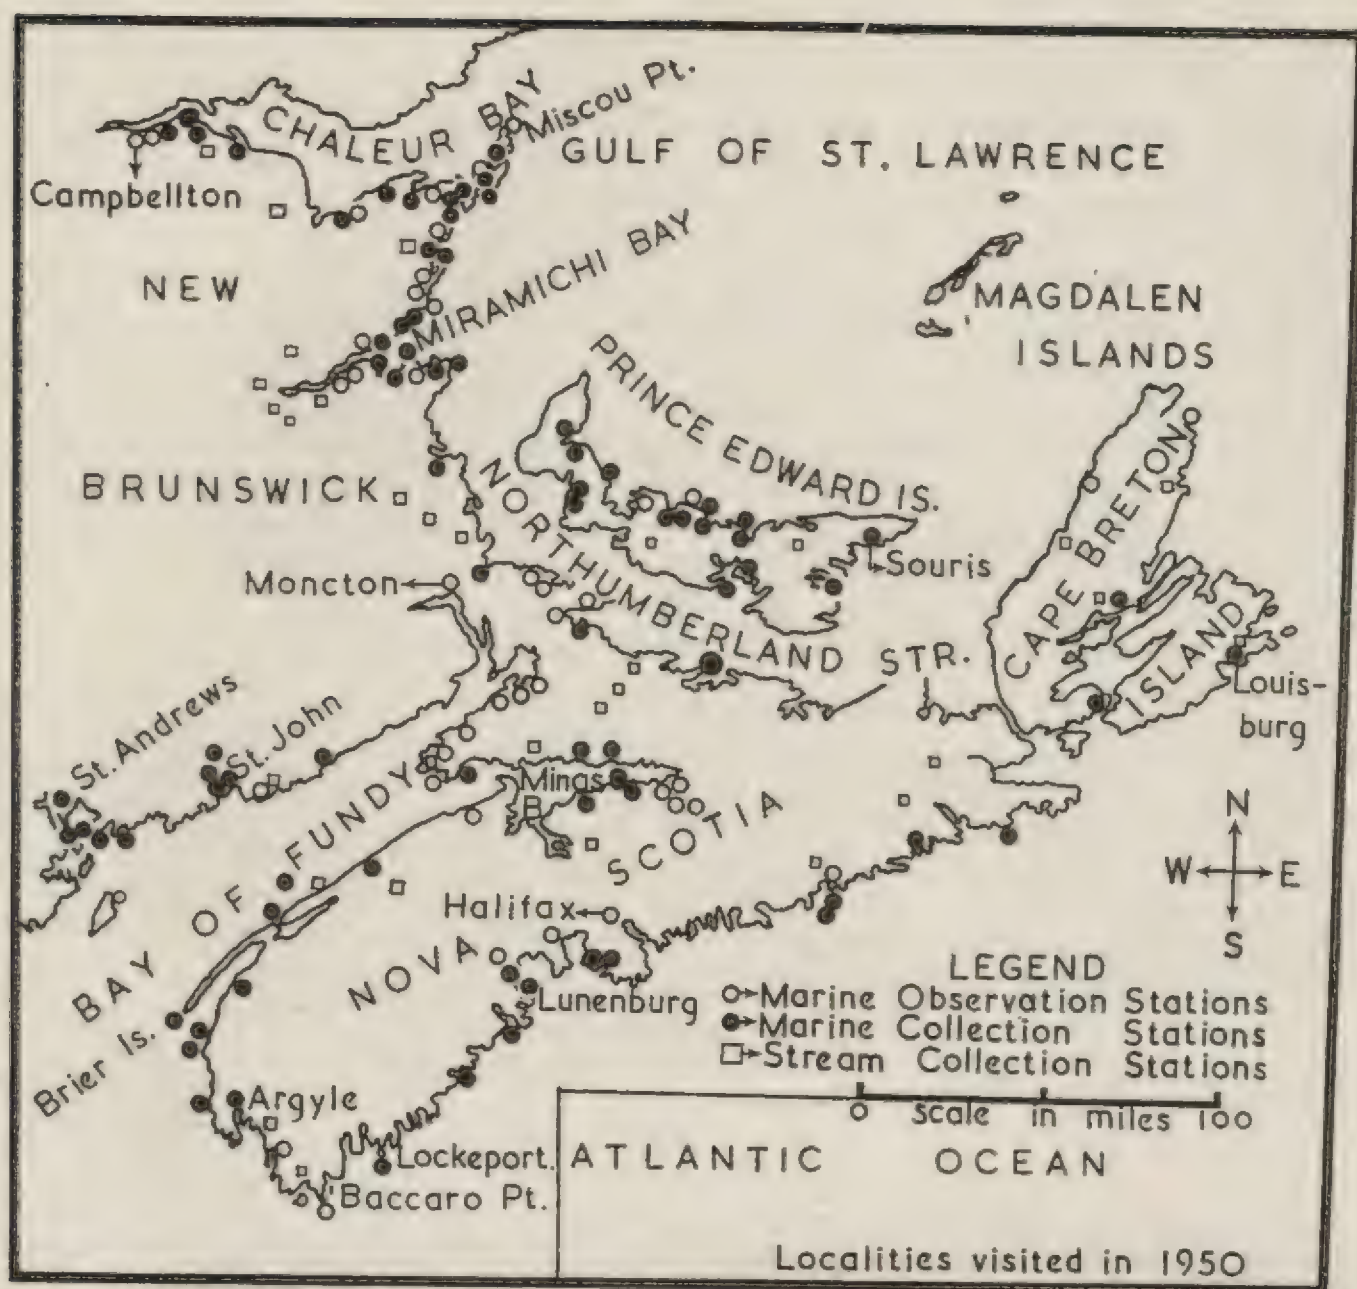 CHALEUR BAY
Miscou Pt.
GULF OF ST. LAWRENCE
Campbellton
NEW
MIRAMICHI BAY
MAGDALEN
ISLANDS
PRINCE EDWARD IS.
BRUNSWICK
NORTHUMBERLAND STR.
CAPE BRETON
ISLAND
Souris
Moncton
Louis-
burg
St. Andrews
St. John
BAY OF FUNDY
Minas
B
NOVA SCOTIA
N
W E
S
Halifax
Lunenburg
LEGEND
Marine Observation Stations
Marine Collection Stations
Stream Collection Stations
0 scale in miles 100
Brier Is.
Argyle
Lockeport.
Baccaro Pt.
ATLANTIC OCEAN
Localities visited in 1950